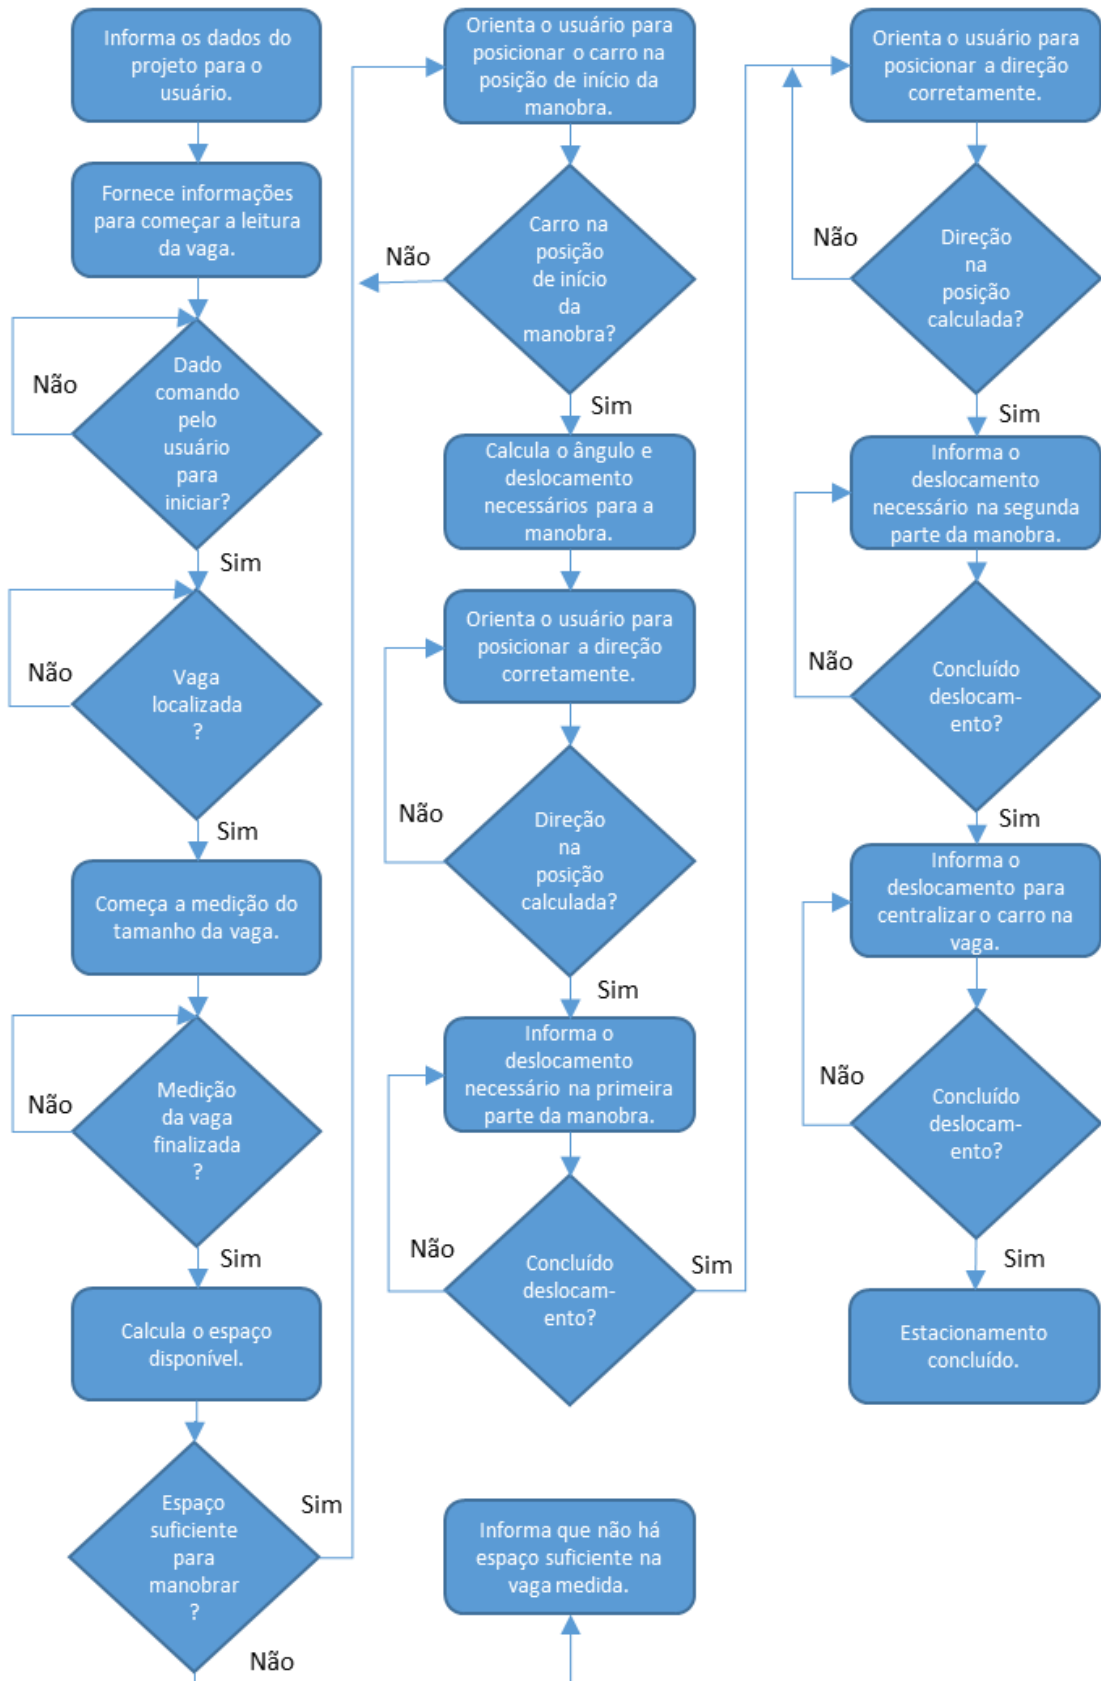 Informa os dados do
projeto para o
usuário.
Fornece informações
para começar a leitura
da vaga.
Não
Dado
comando
pelo
usuário
para
iniciar?
Sim
Não
Vaga
localizada
?
Sim
Começa a medição do
tamanho da vaga.
Não
Medição
da vaga
finalizada
?
Sim
Calcula o espaço
disponível.
Espaço
suficiente
para
manobrar
?
Sim
Não
Orienta o usuário para
posicionar o carro na
posição de início da
manobra.
Não
Carro na
posição
de início
da
manobra?
Sim
Calcula o ângulo e
deslocamento
necessários para a
manobra.
Orienta o usuário para
posicionar a direção
corretamente.
Não
Direção
na
posição
calculada?
Sim
Informa o
deslocamento
necessário na primeira
parte da manobra.
Não
Concluído
deslocam-
ento?
Sim
Informa que não há
espaço suficiente na
vaga medida.
Orienta o usuário para
posicionar a direção
corretamente.
Não
Direção
na
posição
calculada?
Sim
Informa o
deslocamento
necessário na segunda
parte da manobra.
Não
Concluído
deslocam-
ento?
Sim
Informa o
deslocamento para
centralizar o carro na
vaga.
Não
Concluído
deslocam-
ento?
Sim
Estacionamento
concluído.